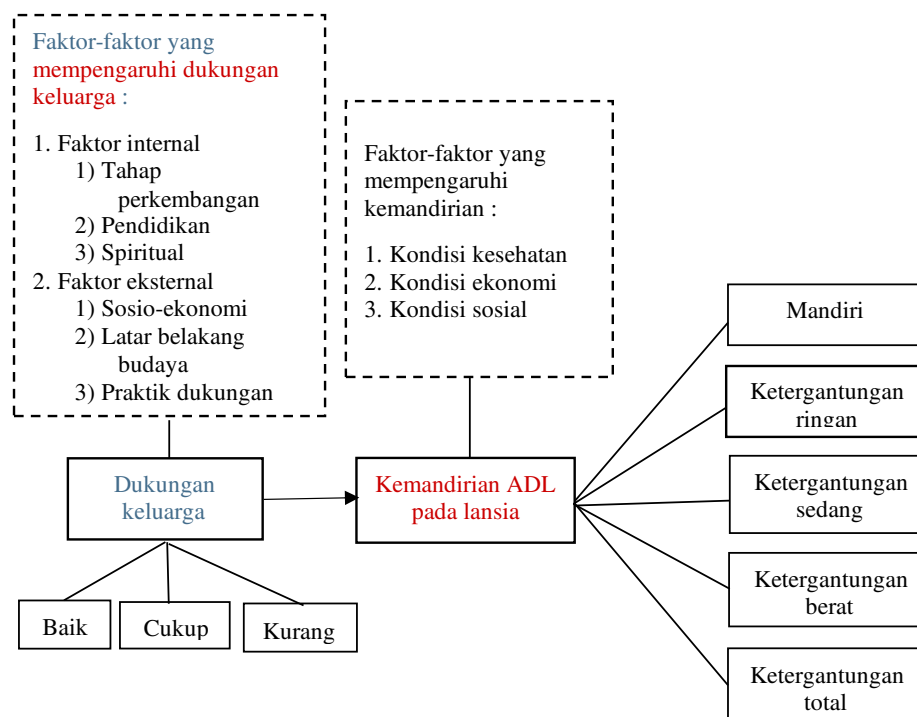 Faktor-faktor yang
mempengaruhi dukungan
keluarga :
1. Faktor internal
1) Tahap
perkembangan
2) Pendidikan
3) Spiritual
2. Faktor eksternal
1) Sosio-ekonomi
2) Latar belakang
budaya
3) Praktik dukungan
Faktor-faktor yang
mempengaruhi
kemandirian :
1. Kondisi kesehatan
2. Kondisi ekonomi
3. Kondisi sosial
Dukungan
keluarga
Kemandirian ADL
pada lansia
Baik
Cukup
Kurang
Mandiri
Ketergantungan
ringan
Ketergantungan
sedang
Ketergantungan
berat
Ketergantungan
total